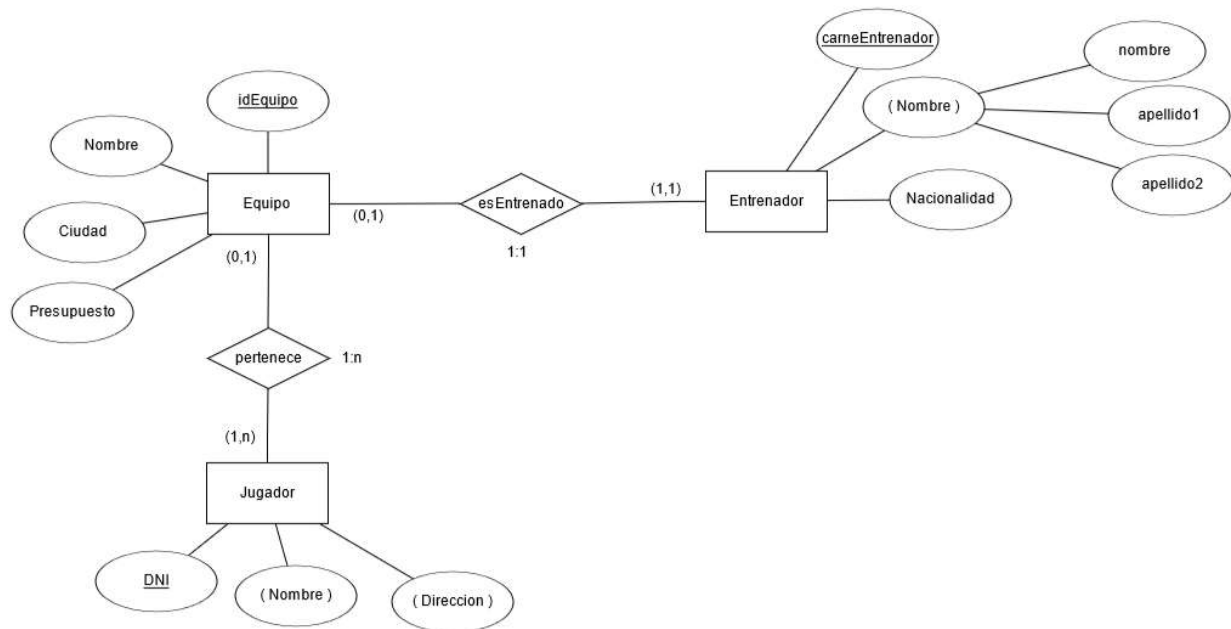 carneEntrenador
nombre
( Nombre )
apellido1
apellido2
idEquipo
Nombre
Equipo
(0,1)
esEntrenado
1:1
(1,1)
Entrenador
Nacionalidad
Ciudad
(0,1)
Presupuesto
pertenece
1:n
(1,n)
Jugador
DNI
( Nombre )
( Direccion )